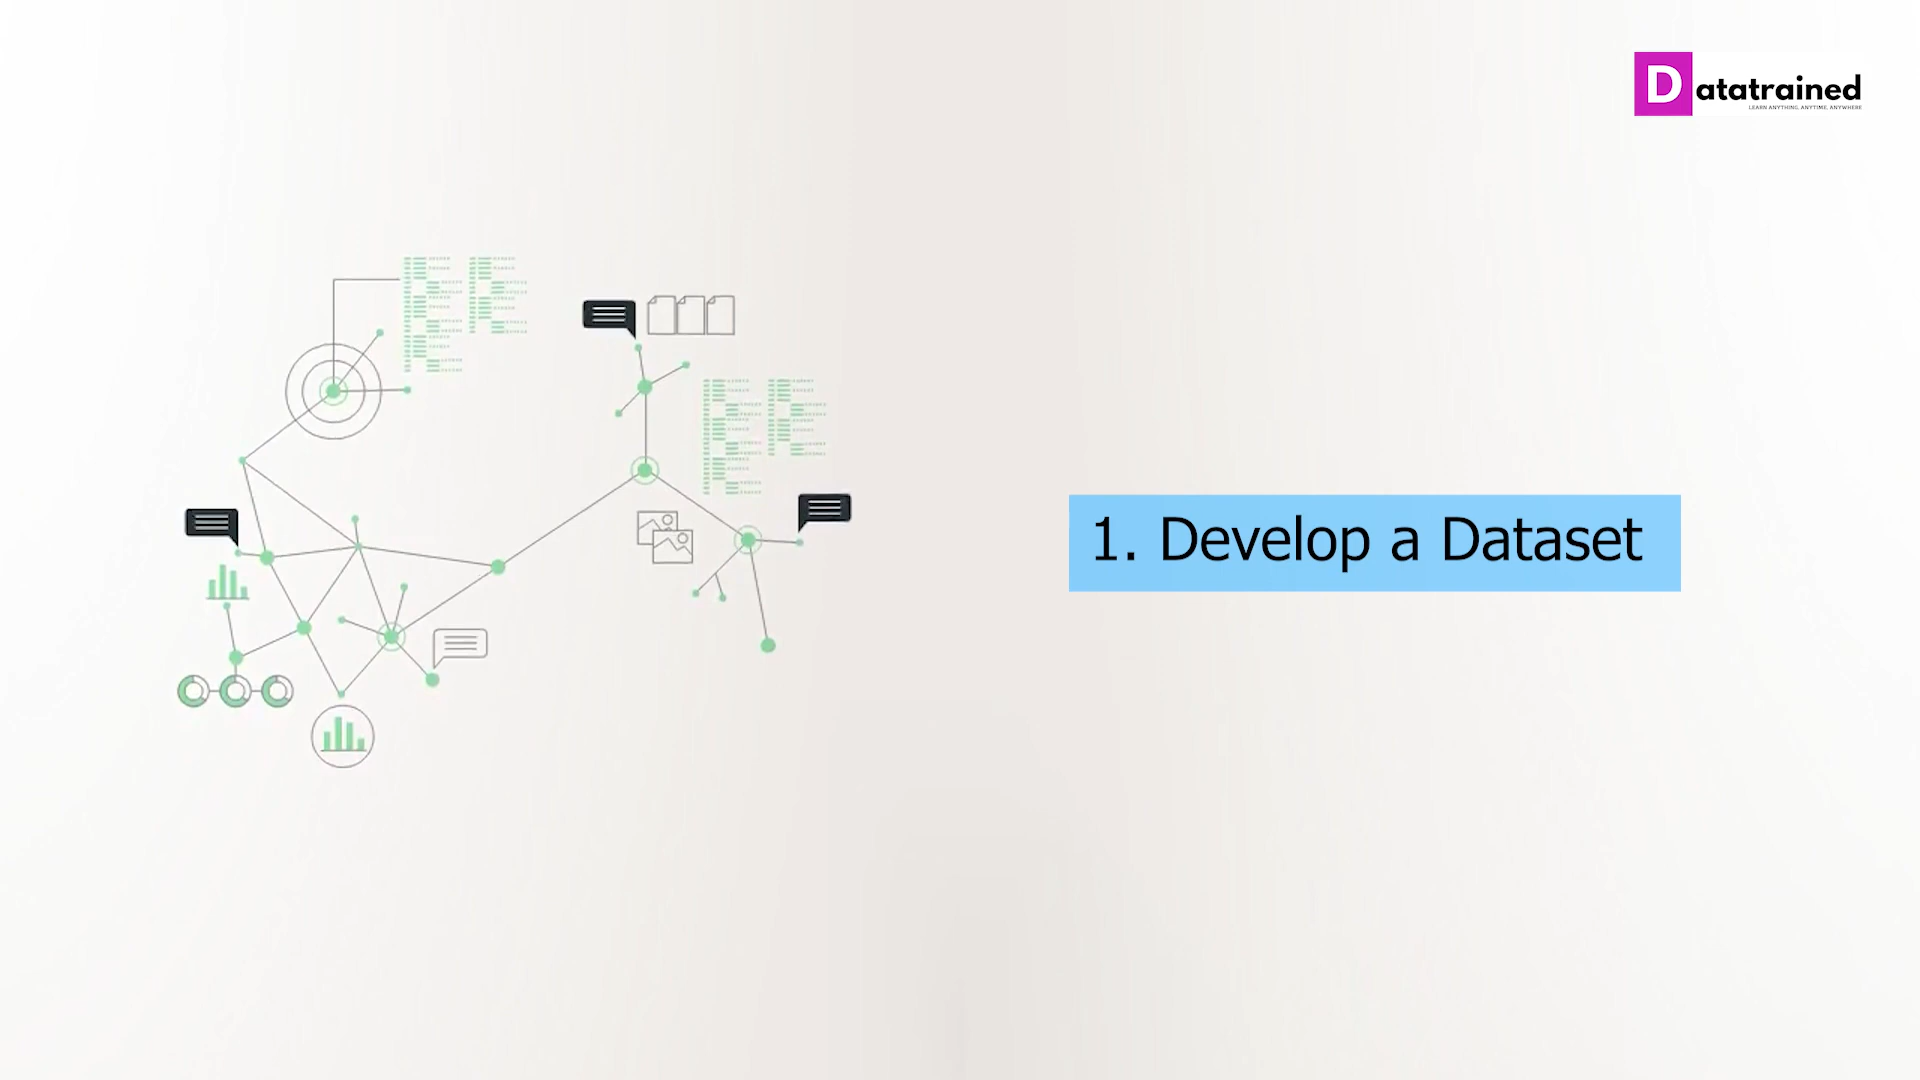 Datatrained
LEARN ANYTHING, ANYTIME, ANYWHERE
1. Develop a Dataset